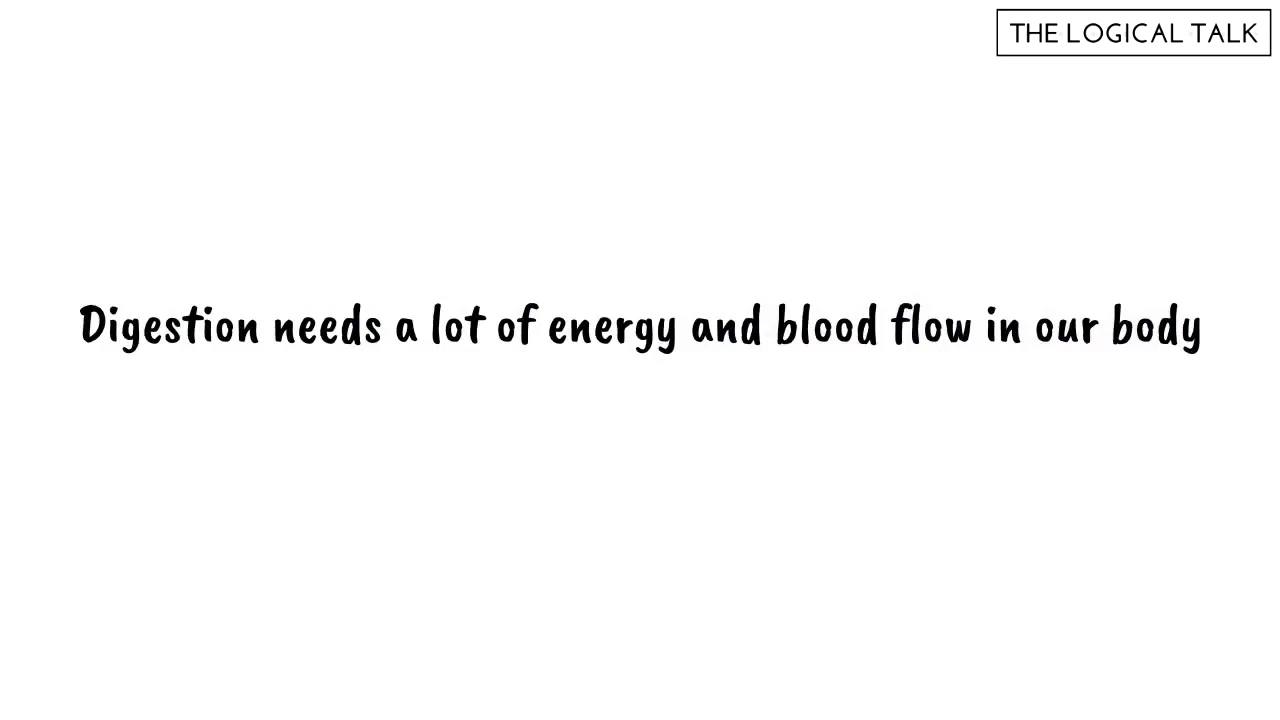 THE LOGICAL TALK
Digestion needs a lot of energy and blood flow in our body